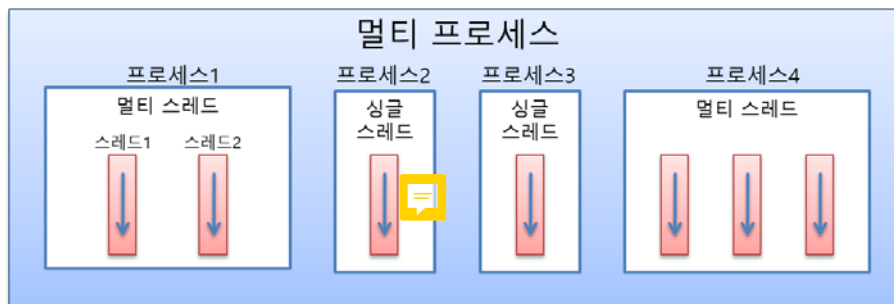 멀티 프로세스
프로세스1
프로세스2
프로세스3
프로세스4
멀티 스레드
스레드1
스레드2
싱글
스레드
싱글
스레드
멀티 스레드